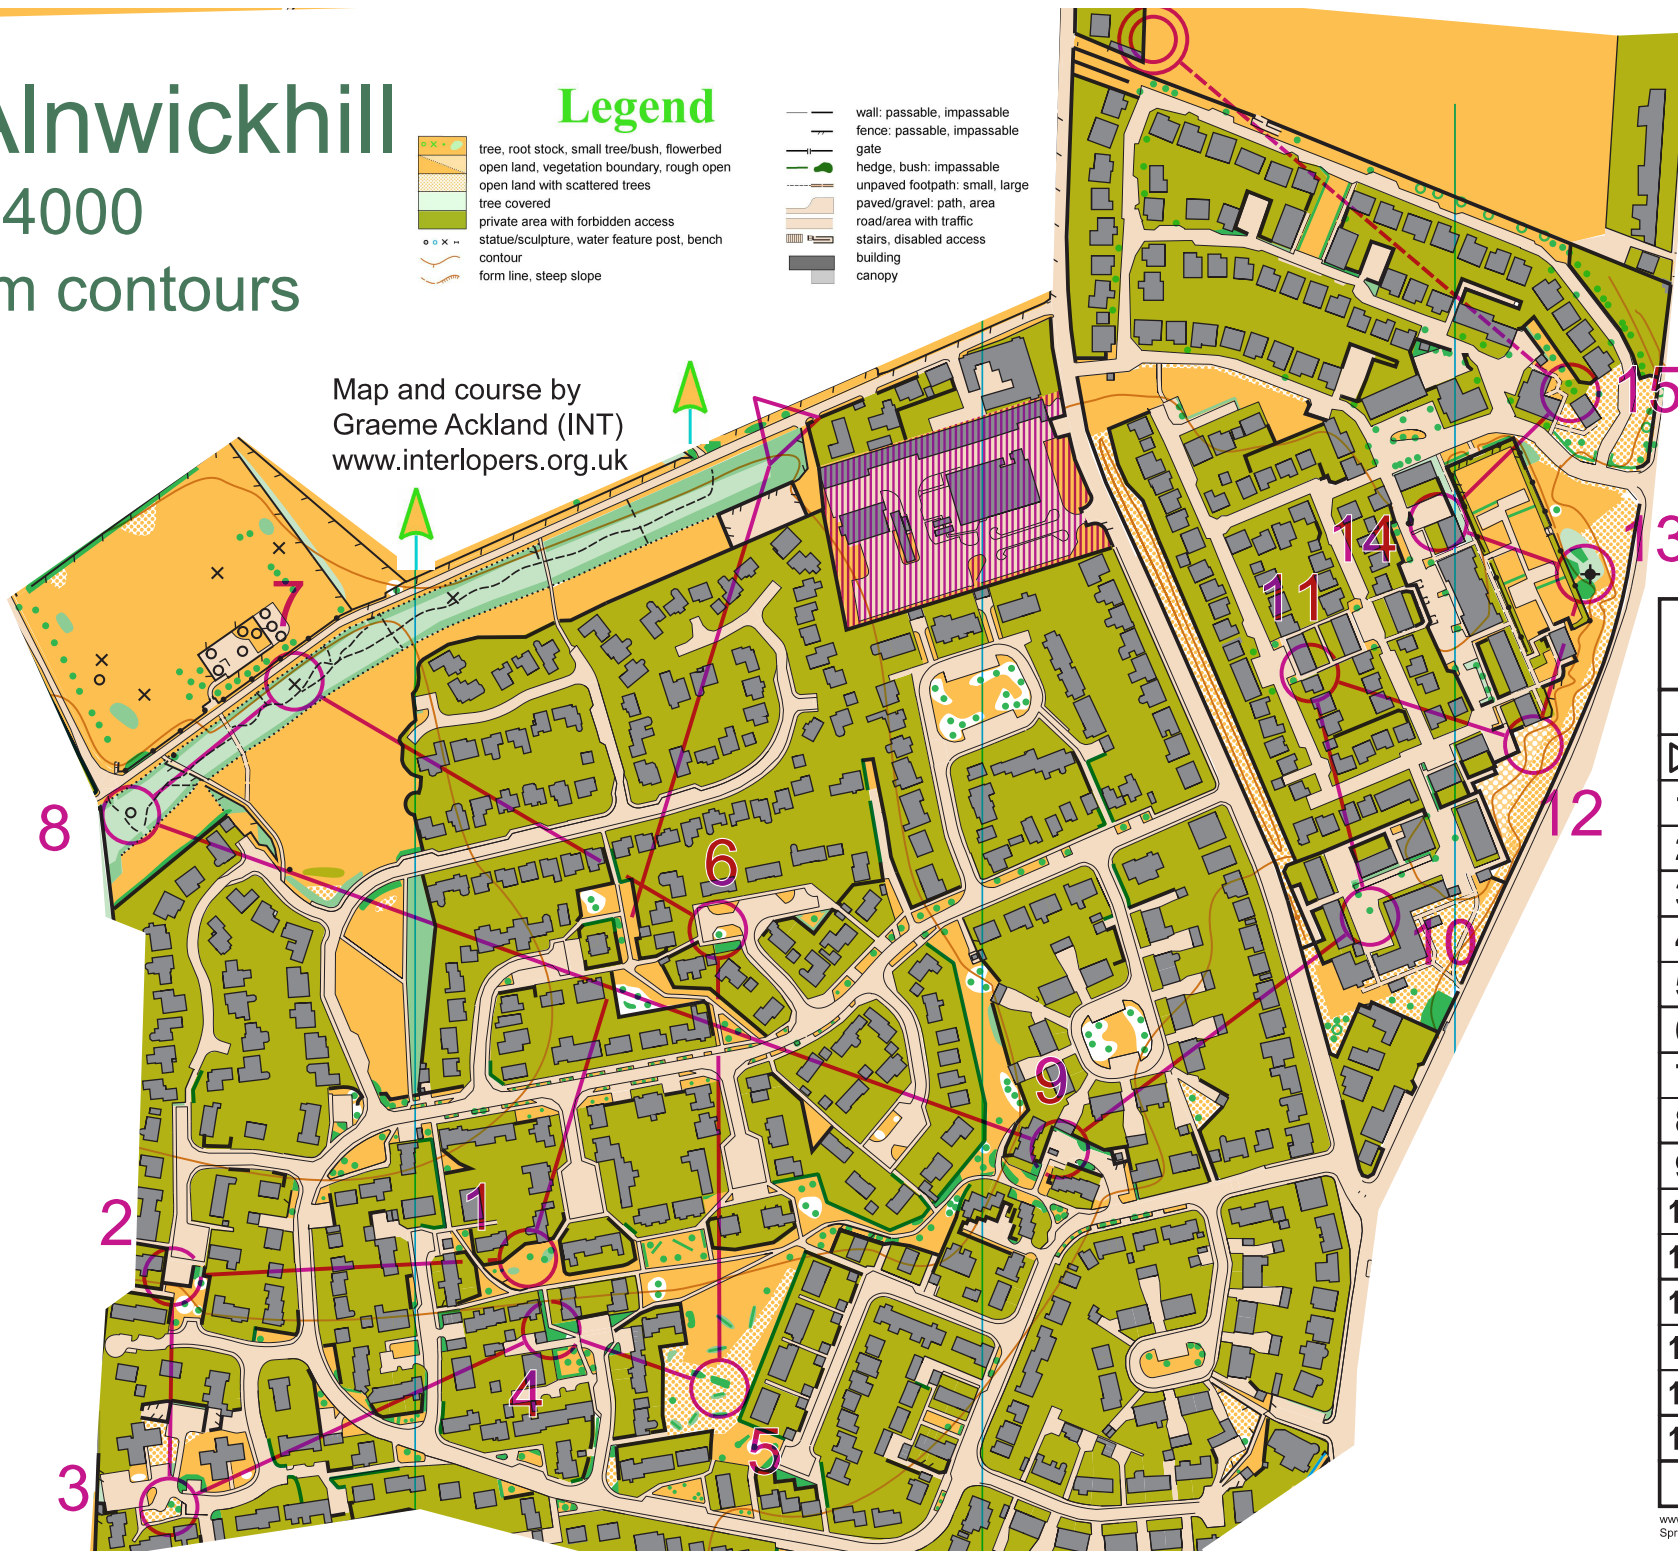 Alnwickhill
4000
m contours
Legend
tree, root stock, small tree/bush, flowerbed
open land, vegetation boundary, rough open
open land with scattered trees
tree covered
private area with forbidden access
statue/sculpture, water feature post, bench
contour
form line, steep slope
wall: passable, impassable
fence: passable, impassable
gate
hedge, bush: impassable
unpaved footpath: small, large
paved/gravel: path, area
road/area with traffic
stairs, disabled access
building
canopy
Map and course by
Graeme Ackland (INT)
www.interlopers.org.uk
15
13
14
11
7
8
12
6
10
9
1
2
4
5
3